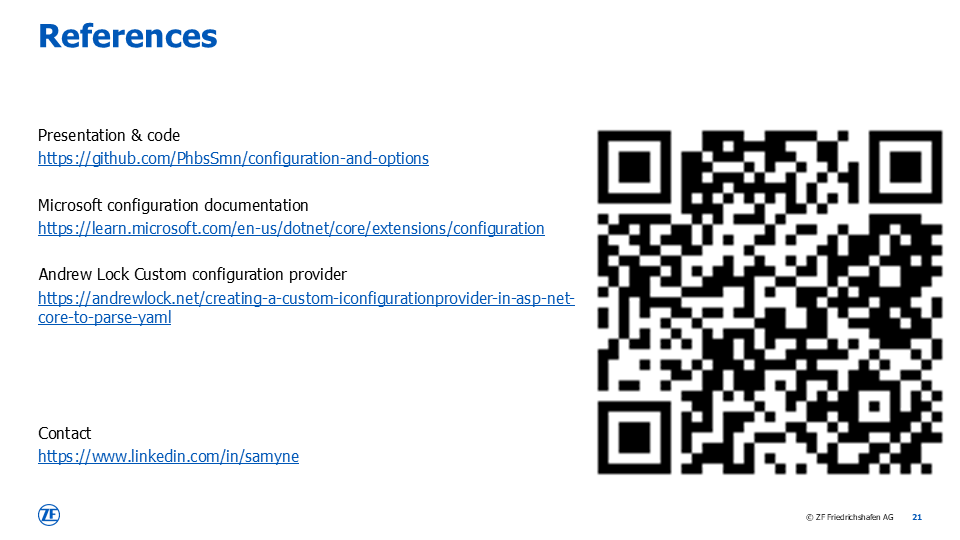 References
Presentation & code
https://github.com/PhbsSmn/configuration-and-options
Microsoft configuration documentation
https://learn.microsoft.com/en-us/dotnet/core/extensions/configuration
Andrew Lock Custom configuration provider
https://andrewlock.net/creating-a-custom-iconfigurationprovider-in-asp-net-
core-to-parse-yaml
Contact
https://www.linkedin.com/in/samyne
ZF
© ZF Friedrichshafen AG
21